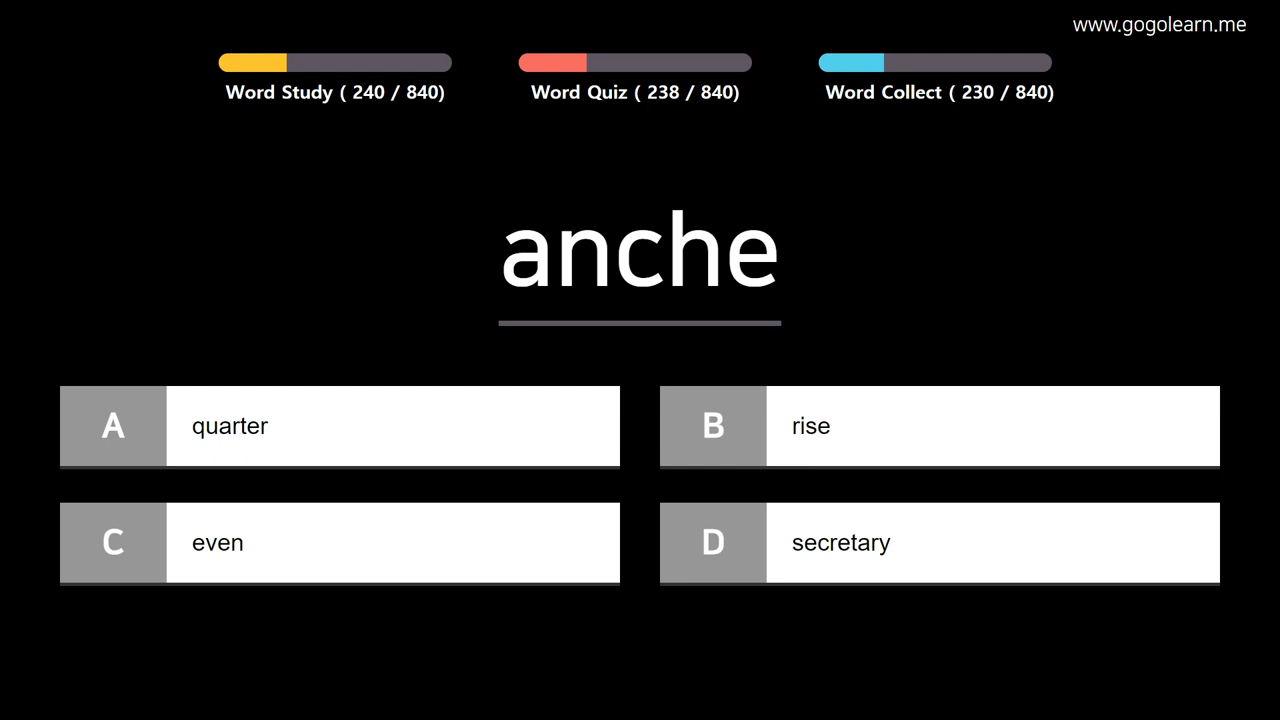 www.gogolearn.me
Word Study ( 240 / 840)
Word Quiz ( 238 / 840)
Word Collect ( 230 / 840)
anche
A quarter
B rise
C even
D secretary